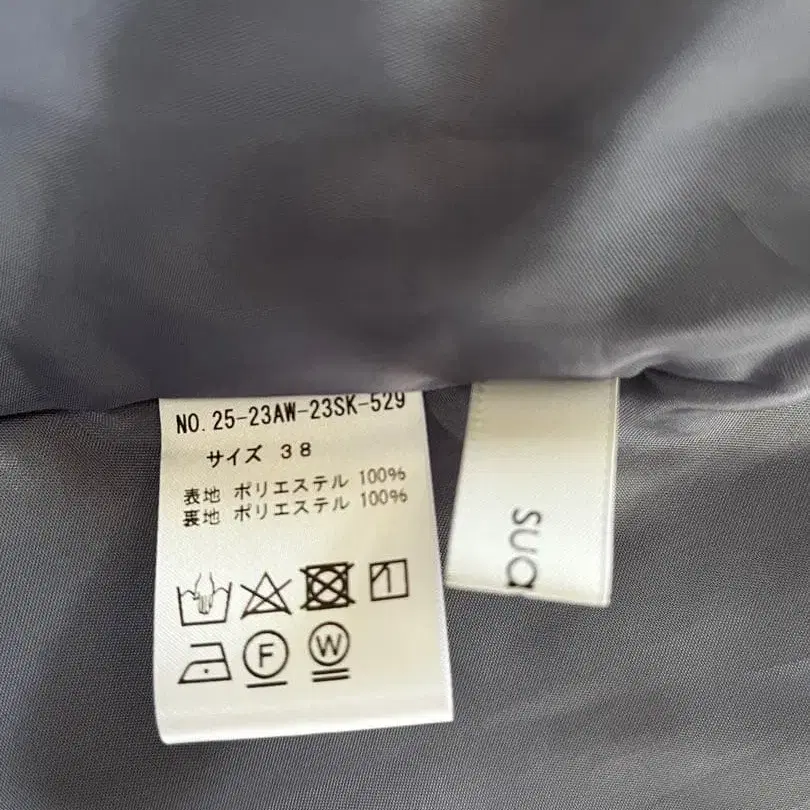 NO. 25-23AW-23SK-529
サイズ 38
表地 ポリエステル 100%
裏地 ポリエステル 100%
F
W
sua